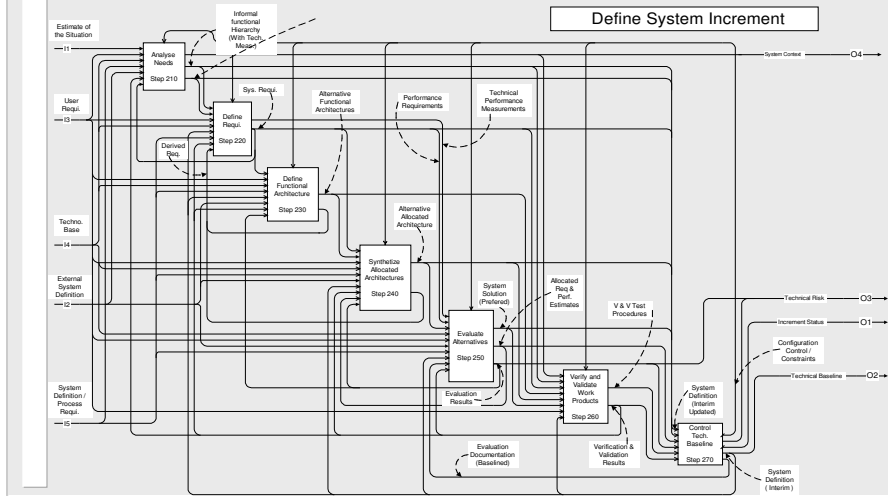 Define System Increment
Estimate of
the Situation
I1
Informal
functional
Hierarchy
(With Tech.
Meas.)
Analyse
Needs
Step 210
System Context
O4
User
Requi.
I3
Sys. Requi.
Alternative
Functional
Architectures
Performance
Requirements
Technical
Performance
Measurements
Define
Requi.
Step 220
Derived
Req.
Define
Functional
Architecture
Step 230
Techno.
Base
I4
Alternative
Allocated
Architecture
Synthetize
Allocated
Architectures
Step 240
External
System
Definition
I2
System
Solution
(Prefered)
Allocated
Req &
Perf.
Estimates
V & V Test
Procedures
Technical Risk
O3
Increment Status
O1
Evaluate
Alternatives
Step 250
Configuration
Control /
Constraints
Technical Baseline
O2
System
Definition /
Process
Requi.
I5
Evaluation
Results
Verify and
Validate
Work
Products
Step 260
System
Definition
(Interim
Updated)
Control
Tech.
Baseline
Step 270
Evaluation
Documentation
(Baselined)
Verification &
Validation
Results
System
Definition
( Interim )